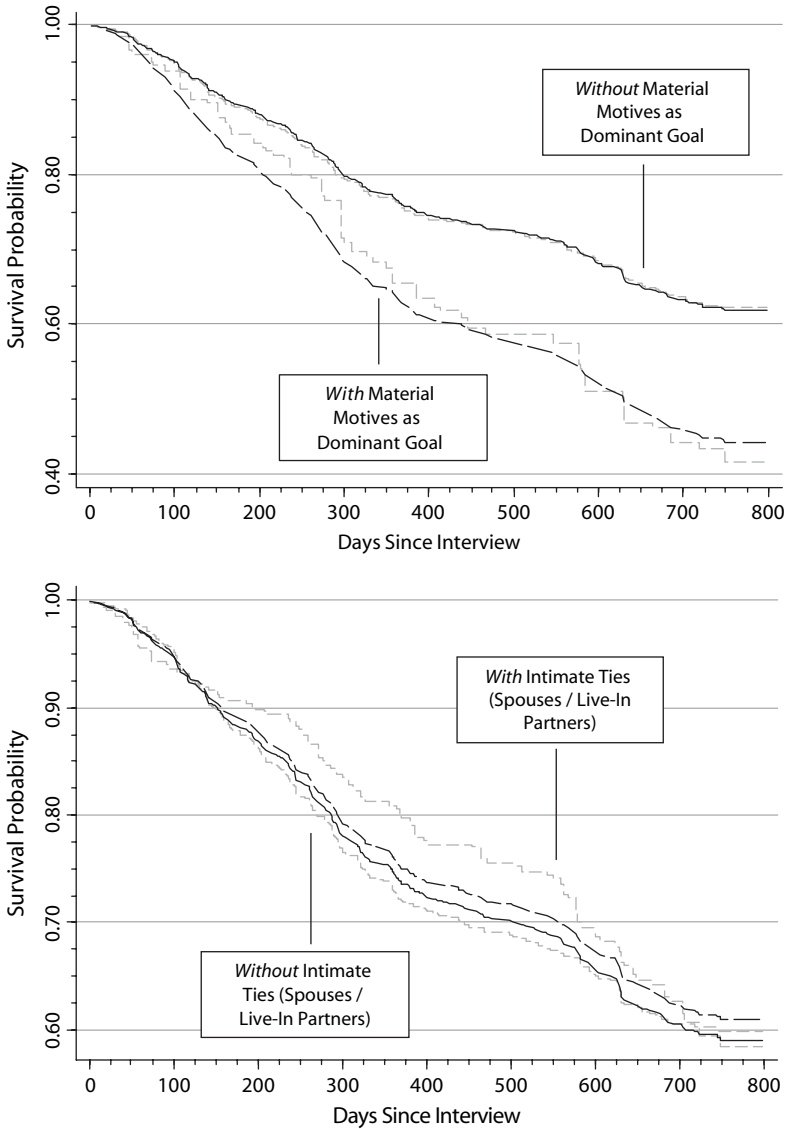 1.00
0.80
0.60
0.40
Survival Probability
Without Material
Motives as
Dominant Goal
With Material
Motives as
Dominant Goal
0 100 200 300 400 500 600 700 800
Days Since Interview
1.00
0.90
0.80
0.70
0.60
Survival Probability
With Intimate Ties
(Spouses / Live-In
Partners)
Without Intimate
Ties (Spouses /
Live-In Partners)
0 100 200 300 400 500 600 700 800
Days Since Interview